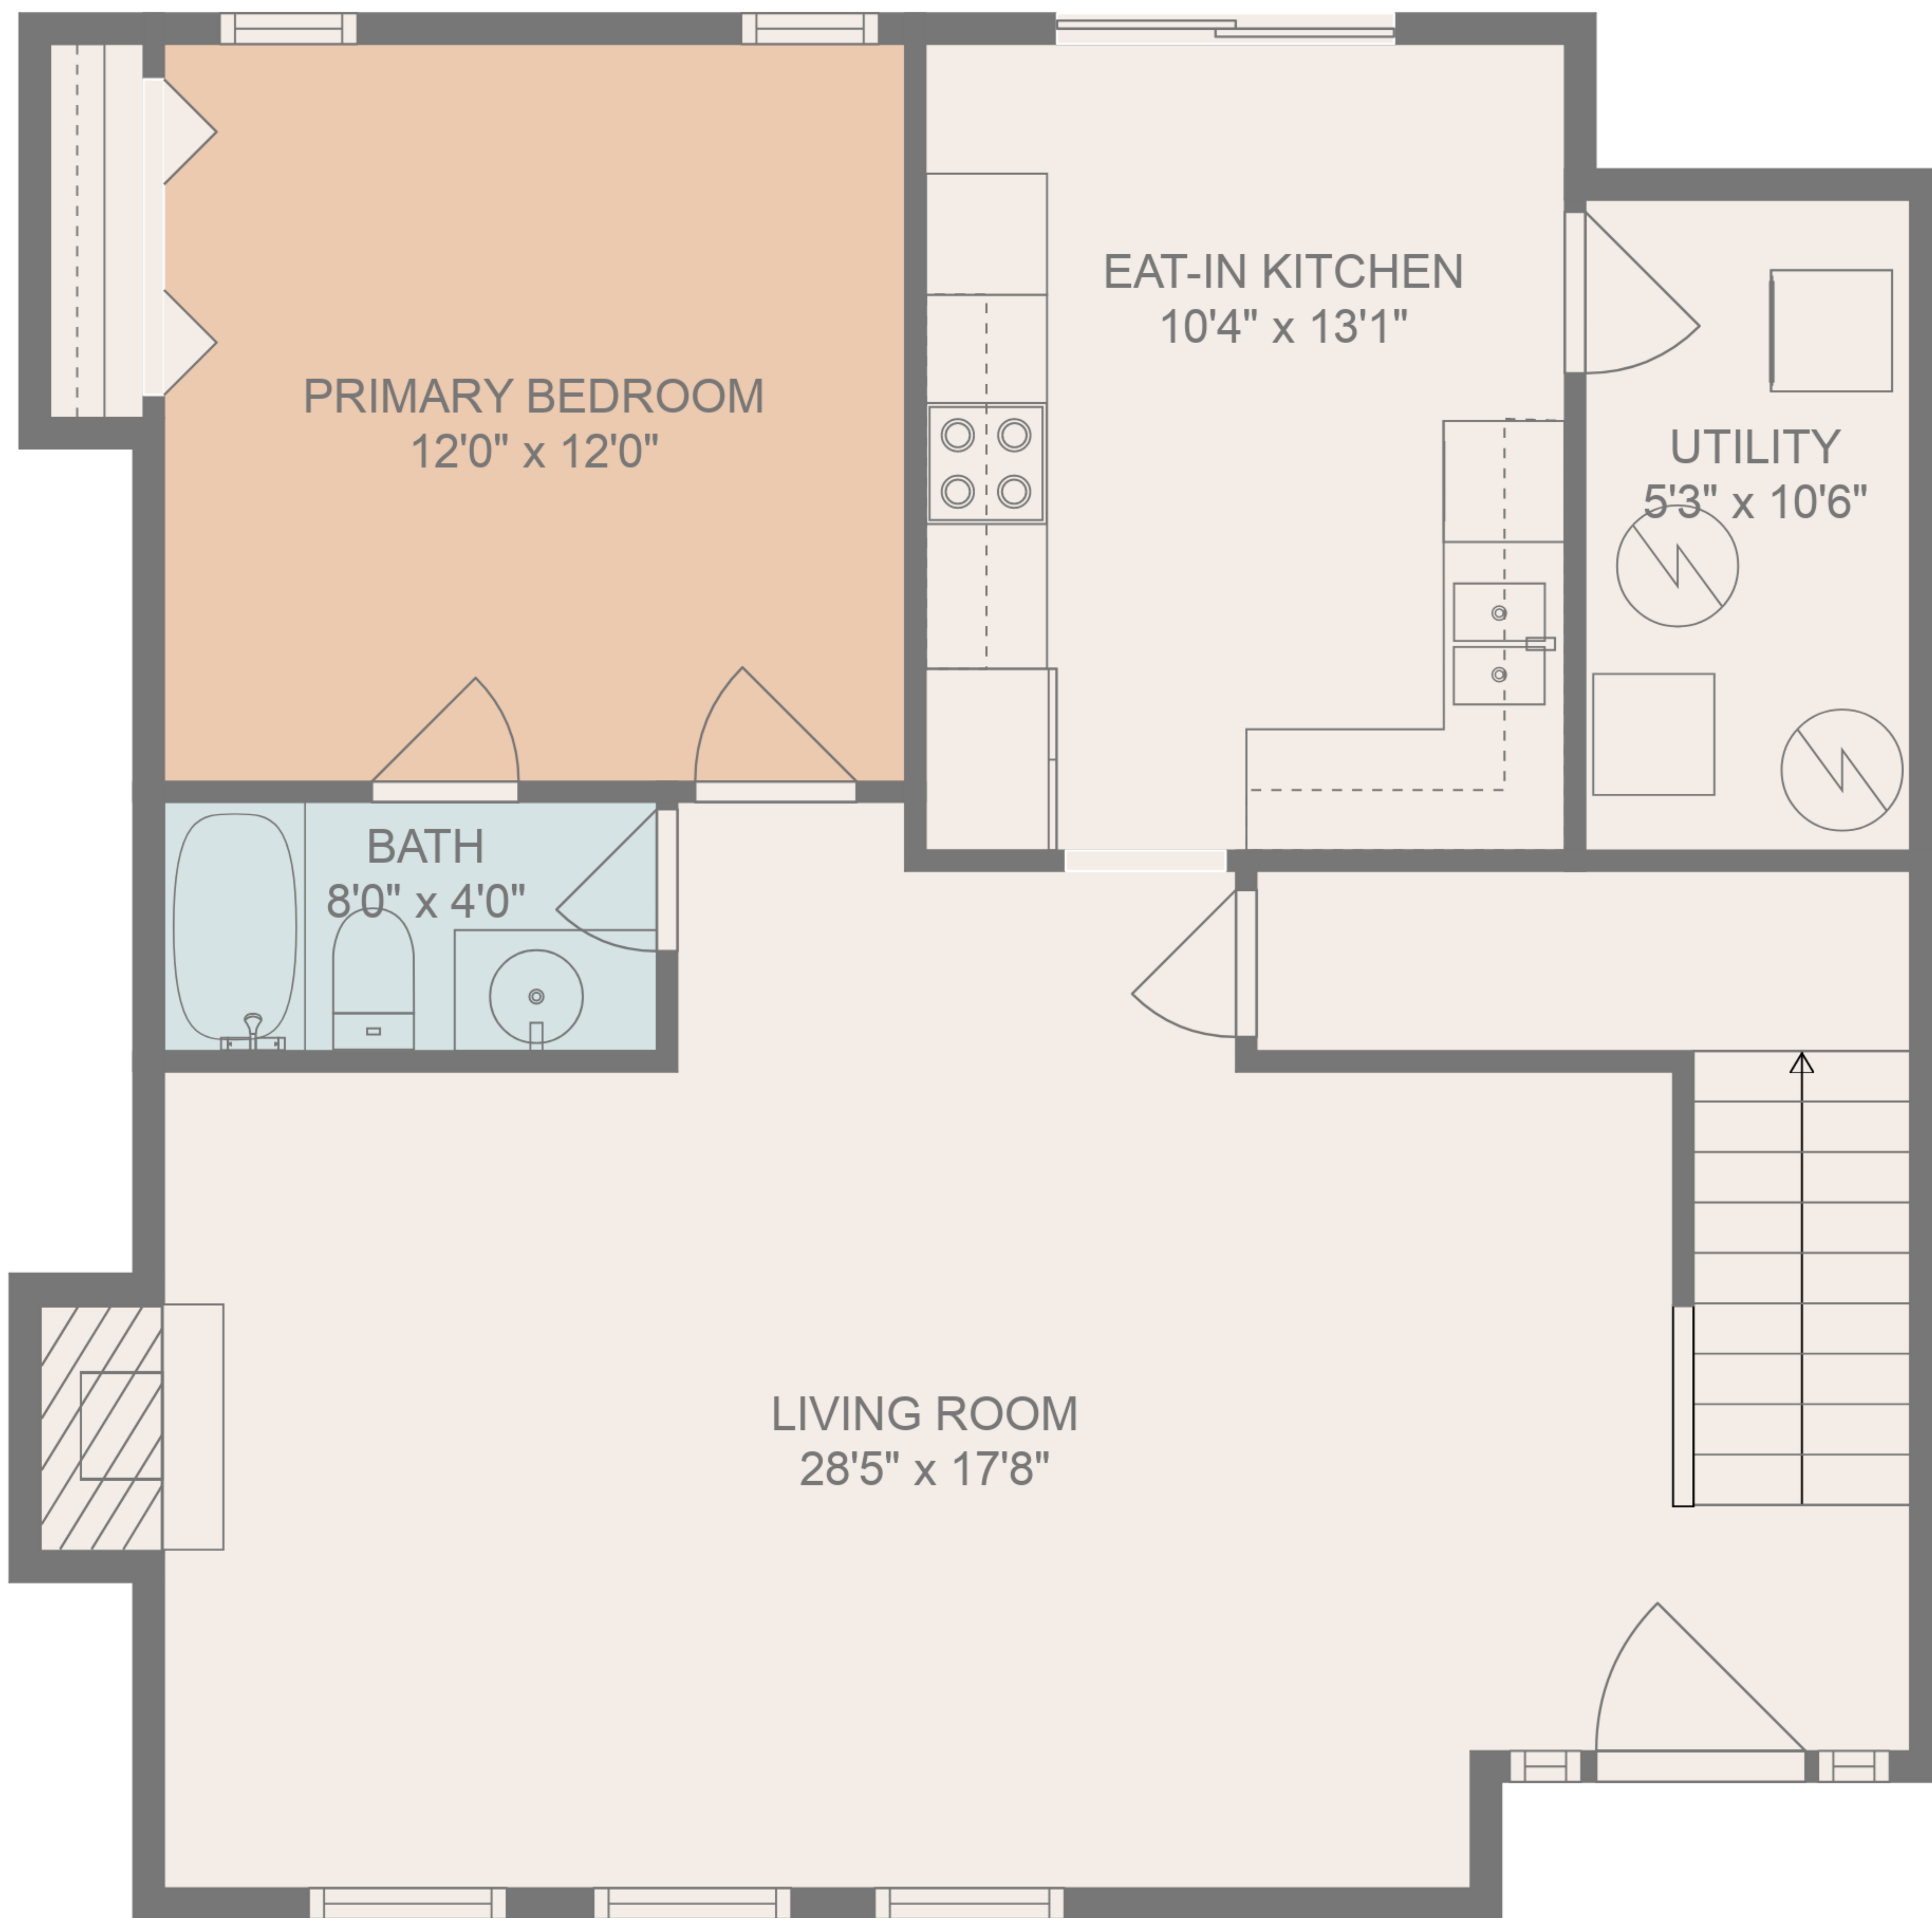 EAT-IN KITCHEN
10'4" x 13'1"
PRIMARY BEDROOM
12'0" x 12'0"
UTILITY
5'3" x 10'6"
BATH
8'0" x 4'0"
LIVING ROOM
28'5" x 17'8"